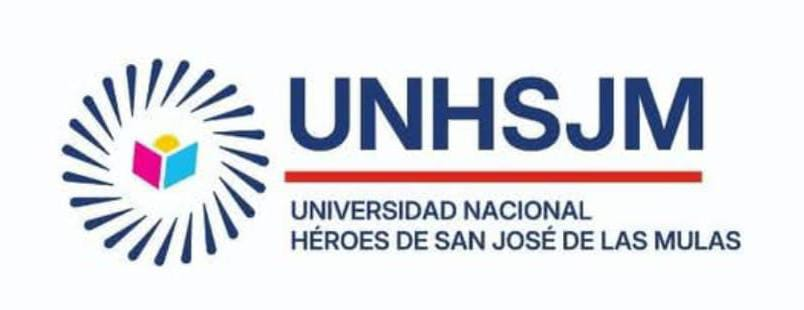 UNHSJM
UNIVERSIDAD NACIONAL
HÉROES DE SAN JOSÉ DE LAS MULAS